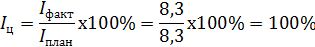 Iц = Iфакт/Iплан x100% = 8,3/8,3 x100% = 100%